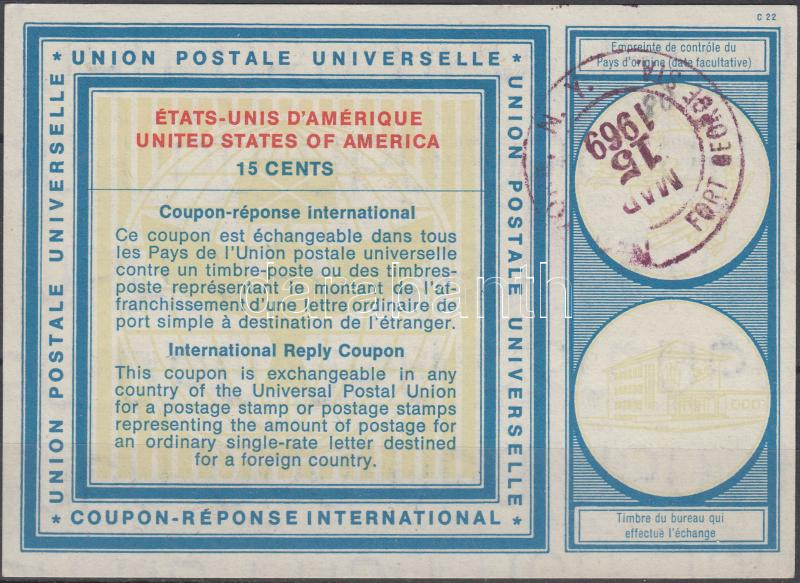 C 22
* UNION POSTALE UNIVERSELLE *
UNION POSTALE UNIVERSELLE
UNION POSTALE UNIVERSELLE
ÉTATS-UNIS D'AMÉRIQUE
UNITED STATES OF AMERICA
15 CENTS
Coupon-réponse international
Ce coupon est échangeable dans tous
les Pays de l'Union postale universelle
contre un timbre-poste ou des timbres-
poste représentant le montant de l'af-
franchissement d'une lettre ordinaire de
port simple à destination de l'étranger.
International Reply Coupon
This coupon is exchangeable in any
country of the Universal Postal Union
for a postage stamp or postage stamps
representing the amount of postage for
an ordinary single-rate letter destined
for a foreign country.
* COUPON-RÉPONSE INTERNATIONAL *
Empreinte de contrôle du
Pays d'origine (date facultative)
FORT GEORGE STA.
NEW YORK, N. Y.
MAR
15
1969
Timbre du bureau qui
effectue l'échange
darabanth